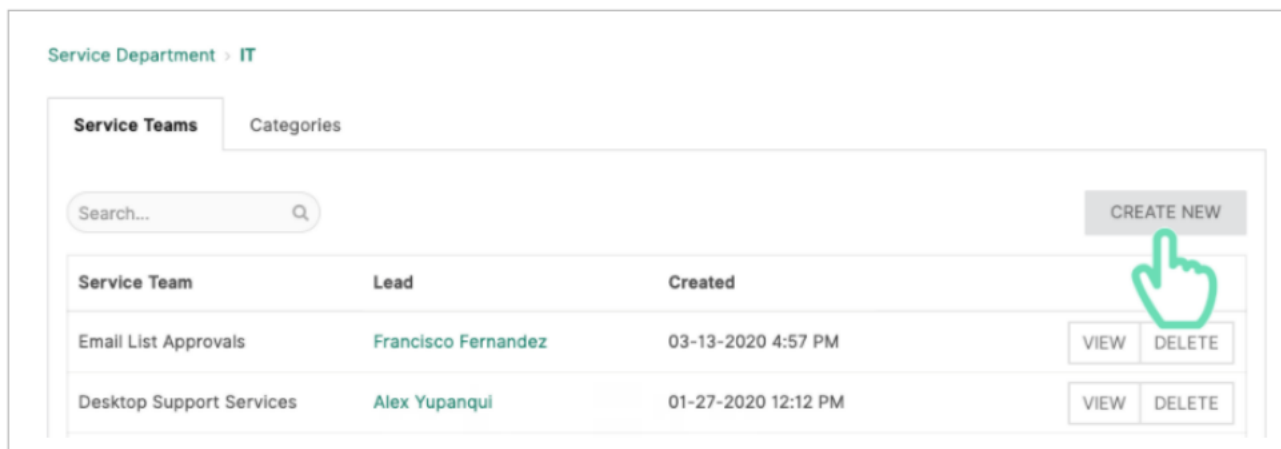 Service Department › IT
Service Teams Categories
Search...
CREATE NEW
Service Team Lead Created
Email List Approvals Francisco Fernandez 03-13-2020 4:57 PM VIEW DELETE
Desktop Support Services Alex Yupanqui 01-27-2020 12:12 PM VIEW DELETE